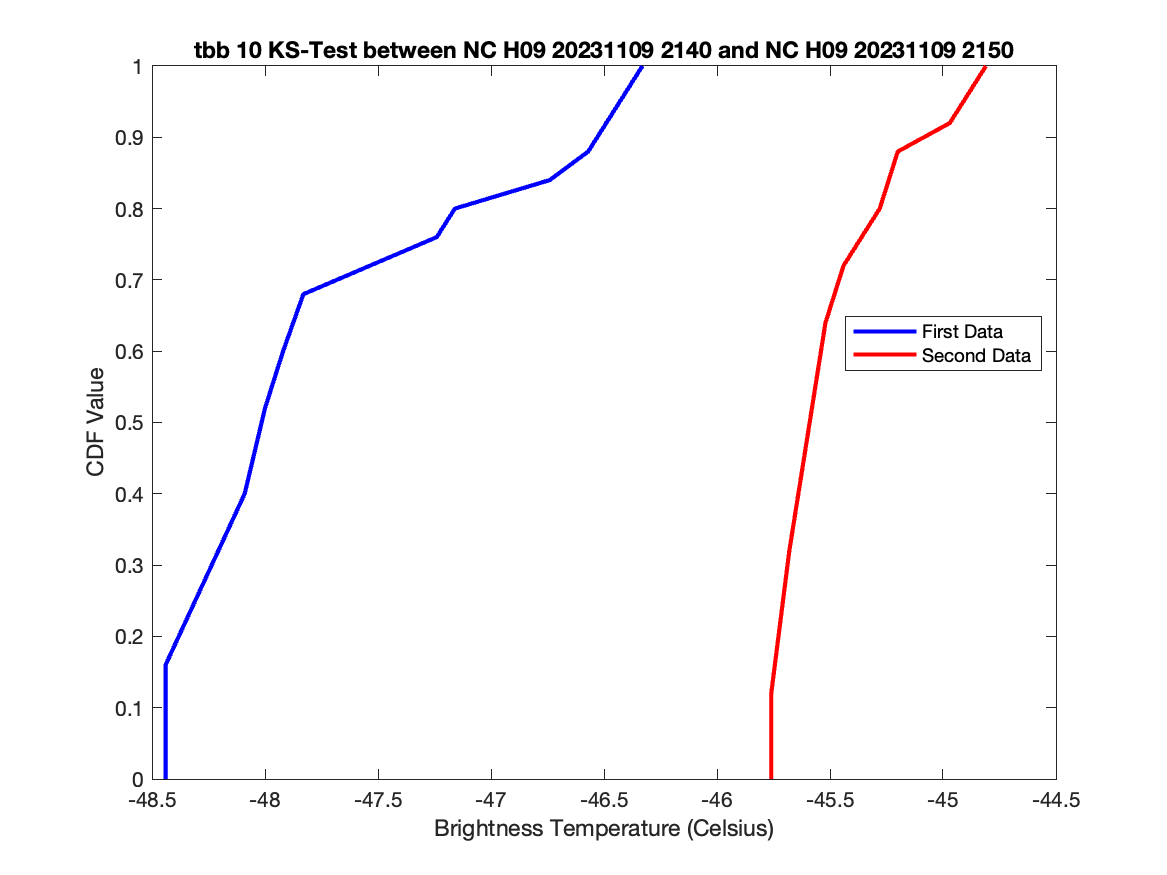 tbb 10 KS-Test between NC H09 20231109 2140 and NC H09 20231109 2150
1
0.9
0.8
0.7
0.6
0.5
0.4
0.3
0.2
0.1
0
CDF Value
First Data
Second Data
-48.5 -48 -47.5 -47 -46.5 -46 -45.5 -45 -44.5
Brightness Temperature (Celsius)